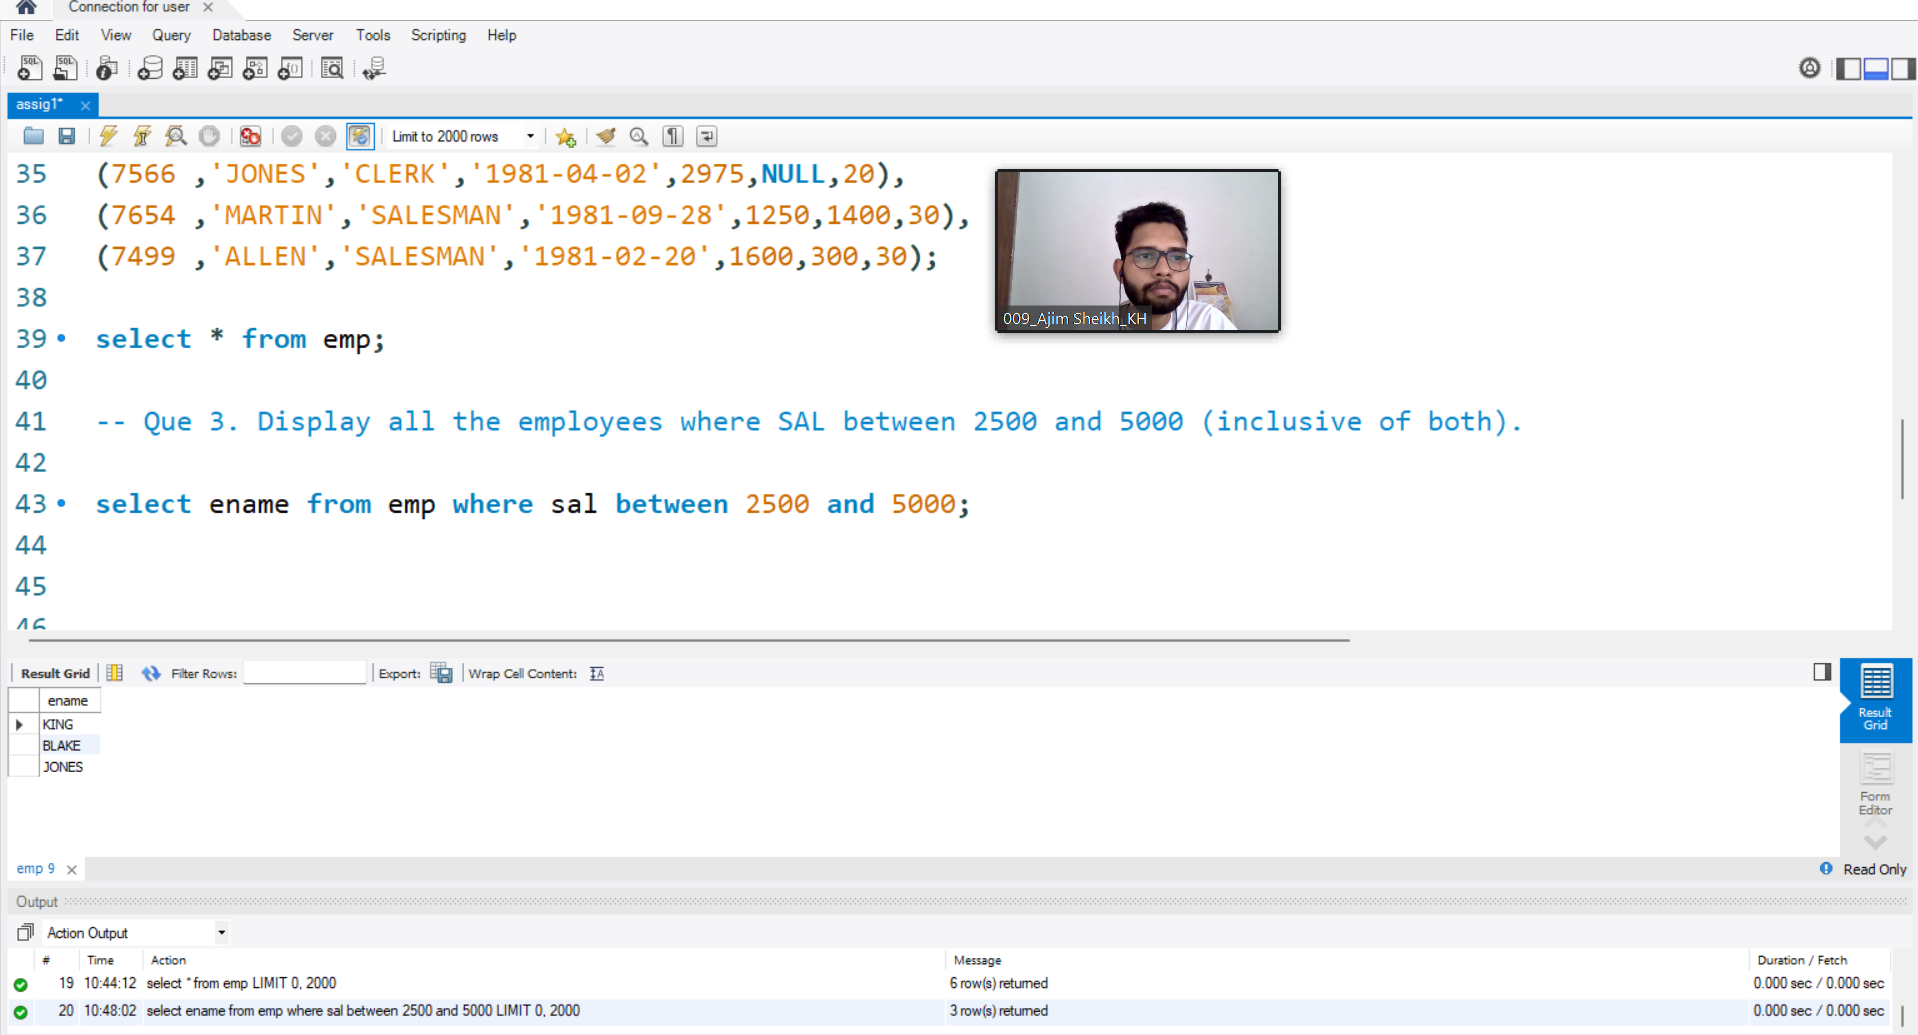 Connection for user
File Edit View Query Database Server Tools Scripting Help
assig1*
Limit to 2000 rows
35 (7566 ,'JONES','CLERK','1981-04-02',2975,NULL,20),
36 (7654 ,'MARTIN','SALESMAN','1981-09-28',1250,1400,30),
37 (7499 ,'ALLEN','SALESMAN','1981-02-20',1600,300,30);
38
39 select * from emp;
40
41 -- Que 3. Display all the employees where SAL between 2500 and 5000 (inclusive of both).
42
43 select ename from emp where sal between 2500 and 5000;
44
45
46
009_Ajim Sheikh_KH
Result Grid Filter Rows: Export: Wrap Cell Content:
ename
KING
BLAKE
JONES
Result
Grid
Form
Editor
emp 9
Read Only
Output
Action Output
# Time Action Message Duration / Fetch
19 10:44:12 select * from emp LIMIT 0, 2000 6 row(s) returned 0.000 sec / 0.000 sec
20 10:48:02 select ename from emp where sal between 2500 and 5000 LIMIT 0, 2000 3 row(s) returned 0.000 sec / 0.000 sec